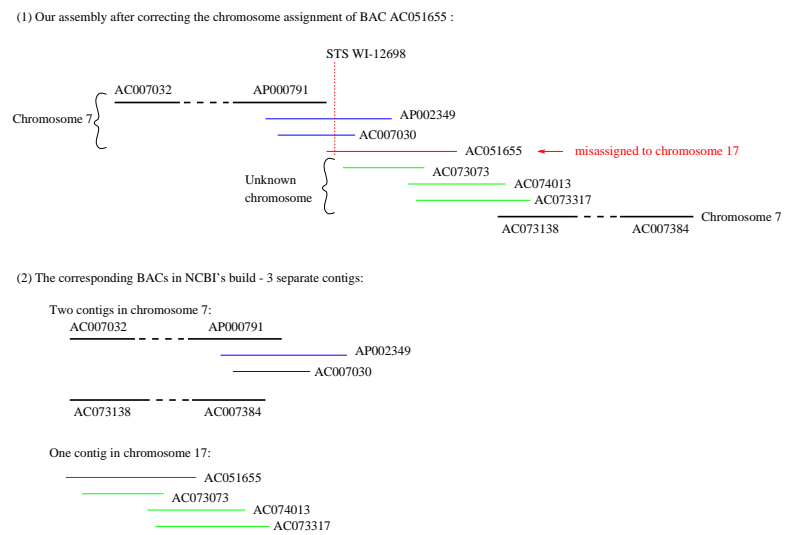 (1) Our assembly after correcting the chromosome assignment of BAC AC051655 :
STS WI-12698
AC007032
AP000791
Chromosome 7
AP002349
AC007030
AC051655
misassigned to chromosome 17
AC073073
Unknown
chromosome
AC074013
AC073317
Chromosome 7
AC073138
AC007384
(2) The corresponding BACs in NCBI's build - 3 separate contigs:
Two contigs in chromosome 7:
AC007032
AP000791
AP002349
AC007030
AC073138
AC007384
One contig in chromosome 17:
AC051655
AC073073
AC074013
AC073317